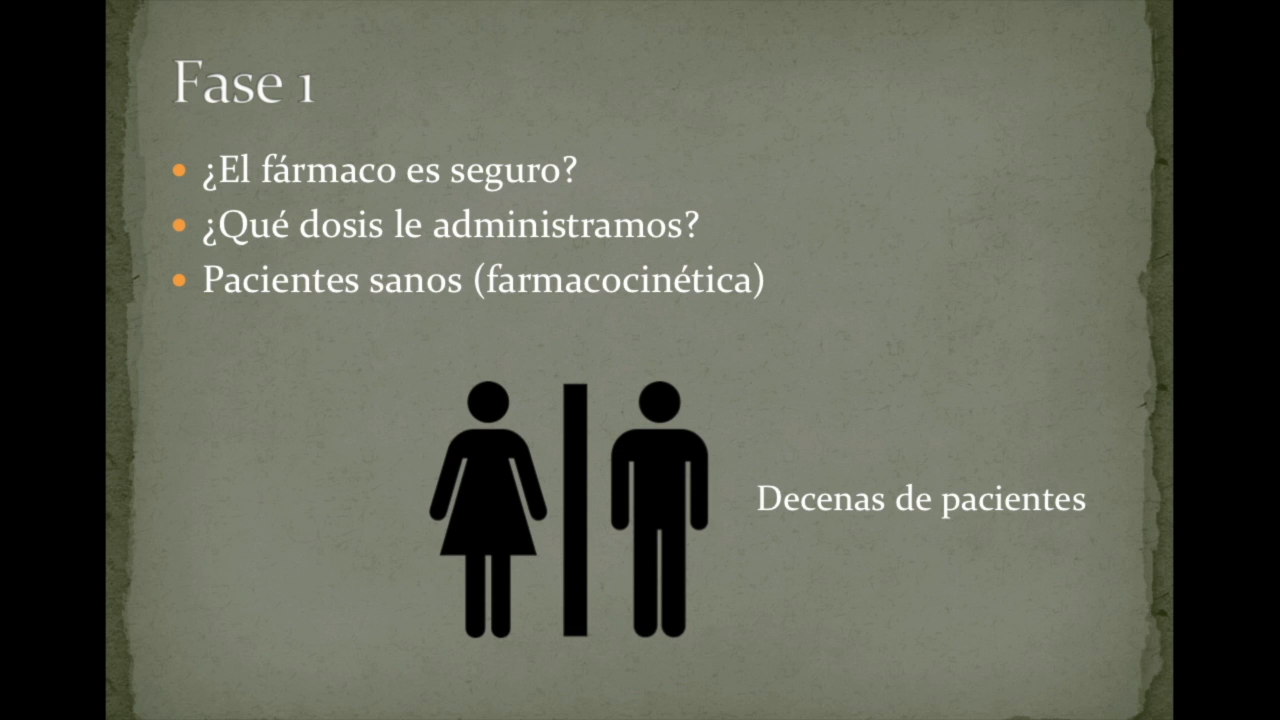 Fase 1
¿El fármaco es seguro?
¿Qué dosis le administramos?
Pacientes sanos (farmacocinética)
Decenas de pacientes